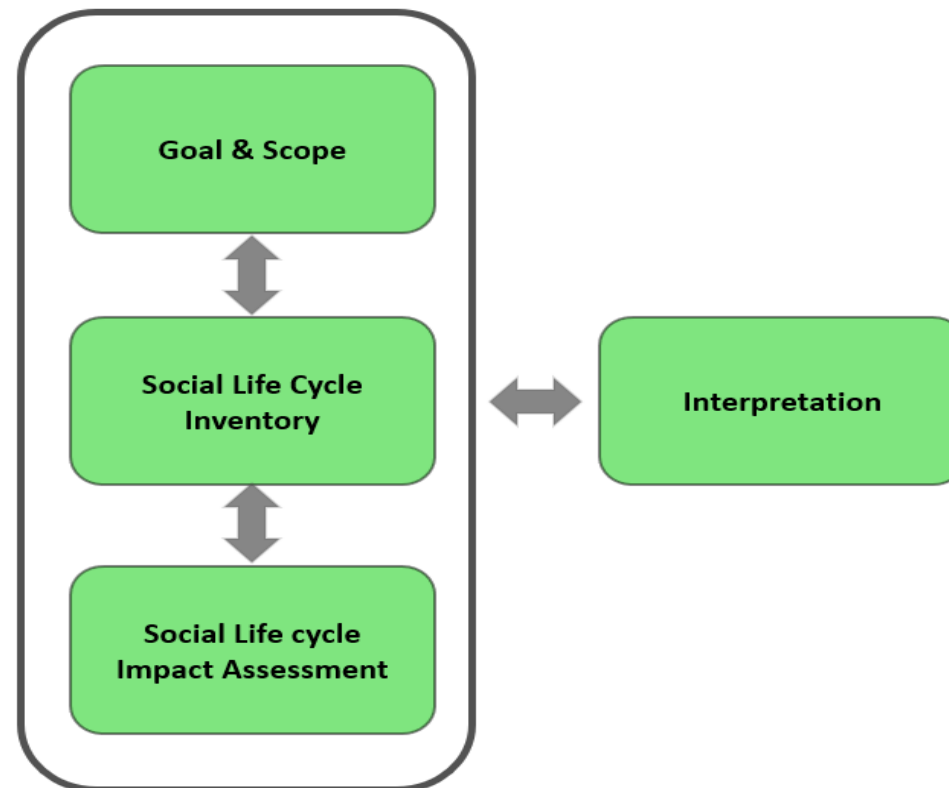 Goal & Scope
Social Life Cycle
Inventory
Interpretation
Social Life cycle
Impact Assessment